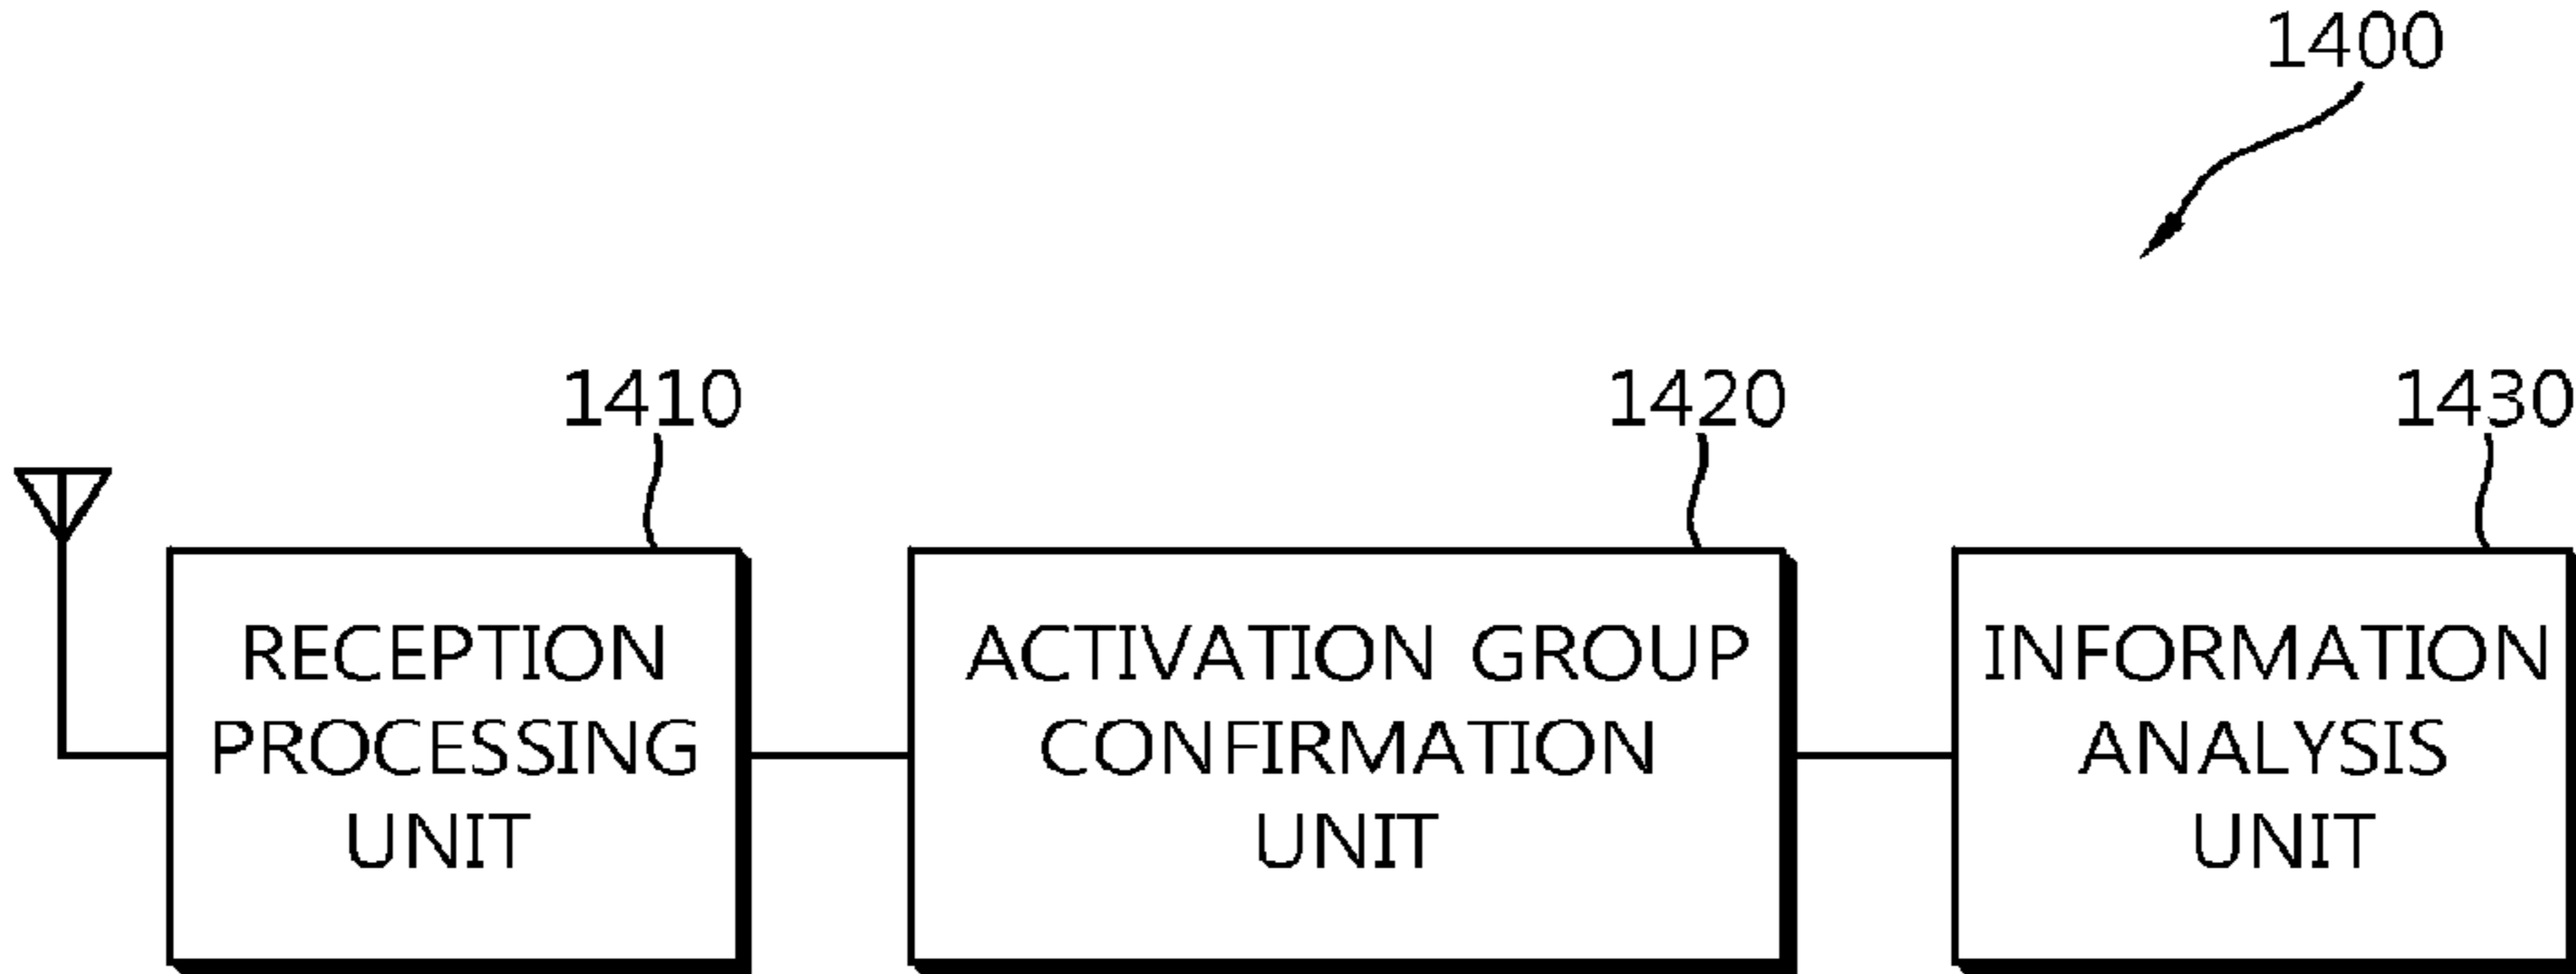 1400
1410
1420
1430
RECEPTION
PROCESSING
UNIT
ACTIVATION GROUP
CONFIRMATION
UNIT
INFORMATION
ANALYSIS
UNIT